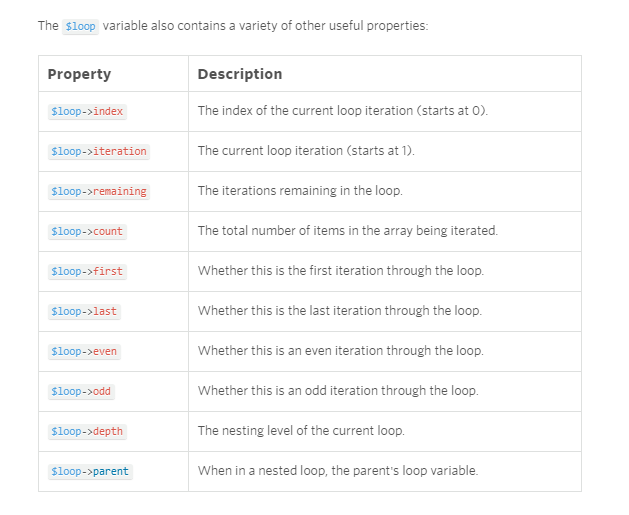 The $loop variable also contains a variety of other useful properties:
Property Description
$loop->index The index of the current loop iteration (starts at 0).
$loop->iteration The current loop iteration (starts at 1).
$loop->remaining The iterations remaining in the loop.
$loop->count The total number of items in the array being iterated.
$loop->first Whether this is the first iteration through the loop.
$loop->last Whether this is the last iteration through the loop.
$loop->even Whether this is an even iteration through the loop.
$loop->odd Whether this is an odd iteration through the loop.
$loop->depth The nesting level of the current loop.
$loop->parent When in a nested loop, the parent's loop variable.